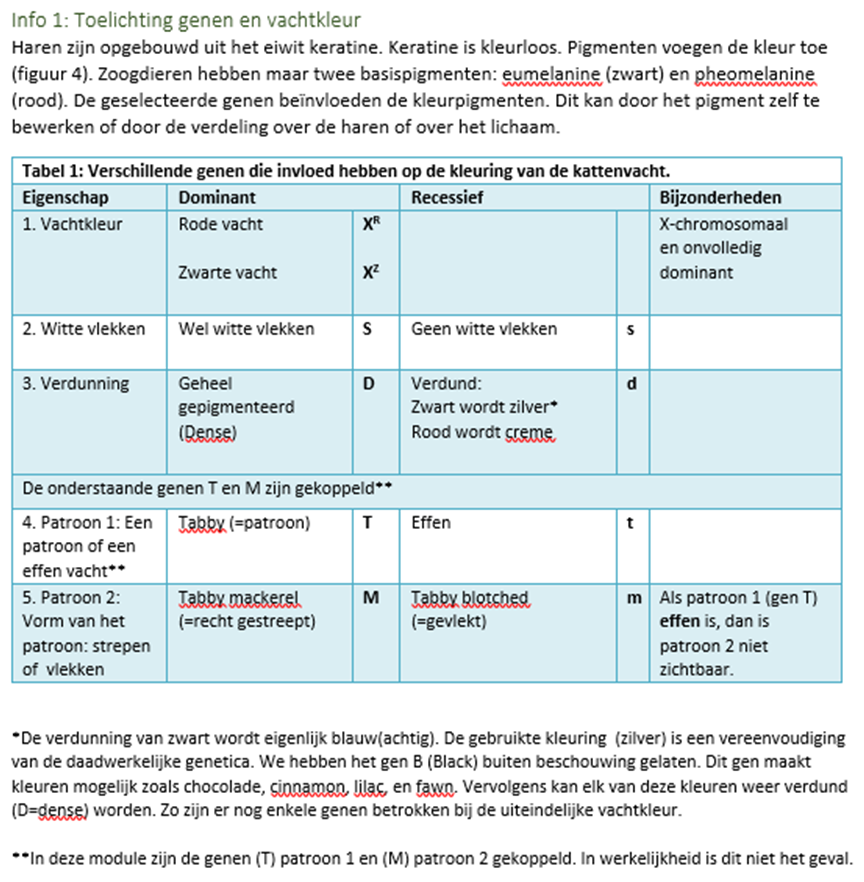 Info 1: Toelichting genen en vachtkleur
Haren zijn opgebouwd uit het eiwit keratine. Keratine is kleurloos. Pigmenten voegen de kleur toe
(figuur 4). Zoogdieren hebben maar twee basispigmenten: eumelanine (zwart) en pheomelanine
(rood). De geselecteerde genen beïnvloeden de kleurpigmenten. Dit kan door het pigment zelf te
bewerken of door de verdeling over de haren of over het lichaam.
Tabel 1: Verschillende genen die invloed hebben op de kleuring van de kattenvacht.
Eigenschap Dominant Recessief Bijzonderheden
1. Vachtkleur Rode vacht Xᴿ X-chromosomaal
en onvolledig
Zwarte vacht Xᶻ dominant
2. Witte vlekken Wel witte vlekken S Geen witte vlekken s
3. Verdunning Geheel D Verdund: d
gepigmenteerd Zwart wordt zilver*
(Dense) Rood wordt creme
De onderstaande genen T en M zijn gekoppeld**
4. Patroon 1: Een Tabby (=patroon) T Effen t
patroon of een
effen vacht**
5. Patroon 2: Tabby mackerel M Tabby blotched m Als patroon 1 (gen T)
Vorm van het (=recht gestreept) (=gevlekt) effen is, dan is
patroon: strepen patroon 2 niet
of vlekken zichtbaar.
*De verdunning van zwart wordt eigenlijk blauw(achtig). De gebruikte kleuring (zilver) is een vereenvoudiging
van de daadwerkelijke genetica. We hebben het gen B (Black) buiten beschouwing gelaten. Dit gen maakt
kleuren mogelijk zoals chocolade, cinnamon, lilac, en fawn. Vervolgens kan elk van deze kleuren weer verdund
(D=dense) worden. Zo zijn er nog enkele genen betrokken bij de uiteindelijke vachtkleur.
**In deze module zijn de genen (T) patroon 1 en (M) patroon 2 gekoppeld. In werkelijkheid is dit niet het geval.